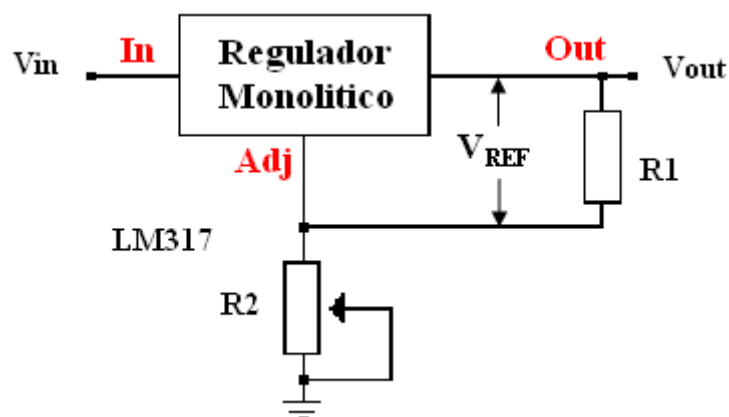 Vin
In
Regulador
Monolitico
Out
Vout
Adj
VREF
R1
LM317
R2